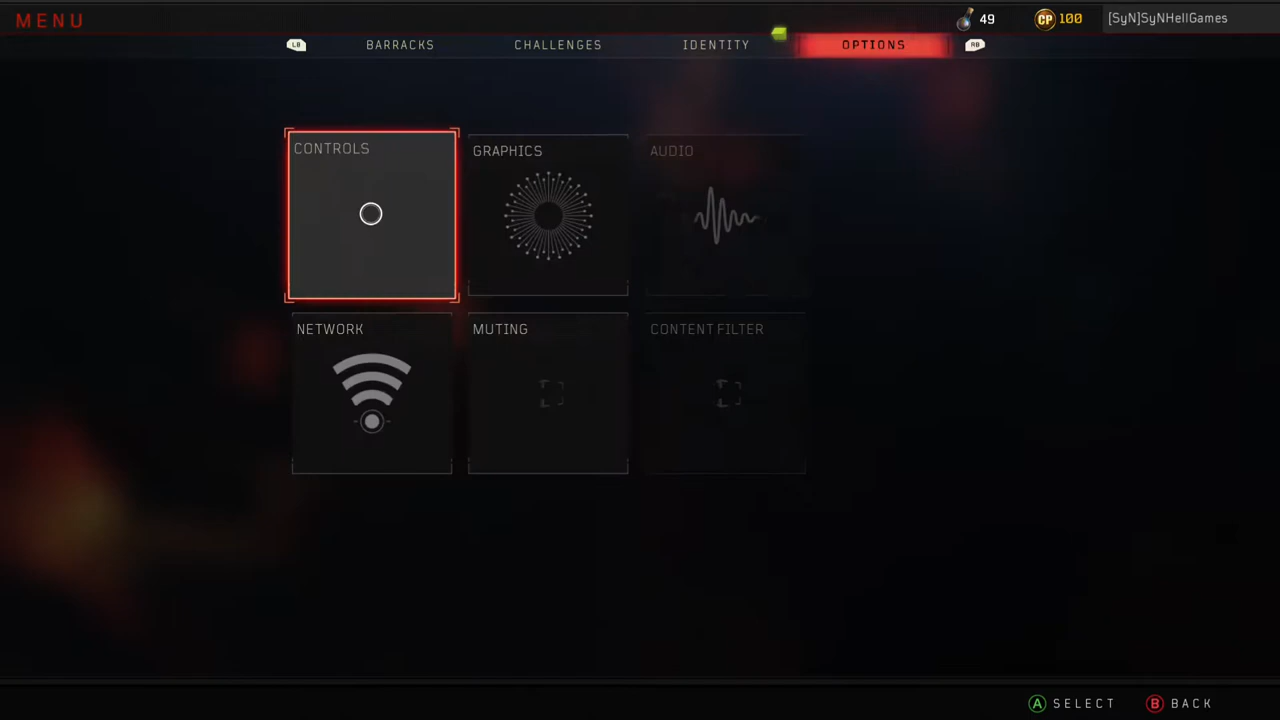 MENU
49
CP 100
[SyN]SyNHellGames
LB
BARRACKS
CHALLENGES
IDENTITY
OPTIONS
RB
CONTROLS
GRAPHICS
AUDIO
NETWORK
MUTING
CONTENT FILTER
A SELECT
B BACK